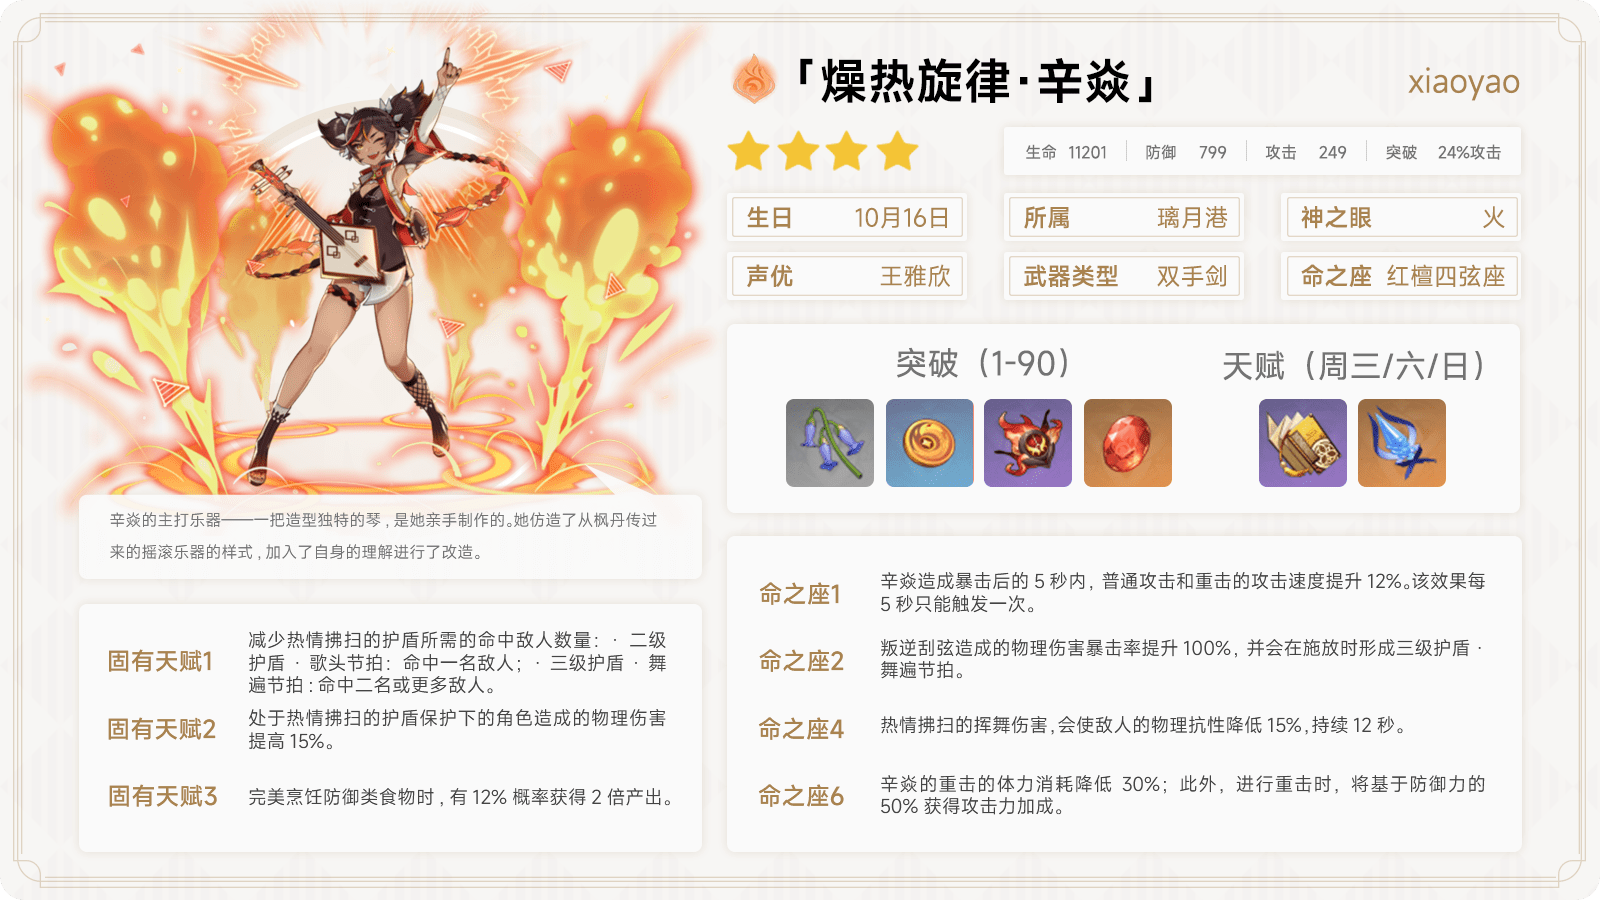 「燥热旋律·辛焱」
xiaoyao
生命 11201 防御 799 攻击 249 突破 24%攻击
生日 10月16日 所属 璃月港 神之眼 火
声优 王雅欣 武器类型 双手剑 命之座 红檀四弦座
突破（1-90）
天赋（周三/六/日）
辛焱的主打乐器——一把造型独特的琴，是她亲手制作的。她仿造了从枫丹传过
来的摇滚乐器的样式，加入了自身的理解进行了改造。
固有天赋1
减少热情拂扫的护盾所需的命中敌人数量：· 二级
护盾 · 歌头节拍：命中一名敌人；· 三级护盾 · 舞
遍节拍：命中二名或更多敌人。
固有天赋2
处于热情拂扫的护盾保护下的角色造成的物理伤害
提高 15%。
固有天赋3
完美烹饪防御类食物时，有 12% 概率获得 2 倍产出。
命之座1
辛焱造成暴击后的 5 秒内，普通攻击和重击的攻击速度提升 12%。该效果每
5 秒只能触发一次。
命之座2
叛逆刮弦造成的物理伤害暴击率提升 100%，并会在施放时形成三级护盾 ·
舞遍节拍。
命之座4
热情拂扫的挥舞伤害，会使敌人的物理抗性降低 15%，持续 12 秒。
命之座6
辛焱的重击的体力消耗降低 30%；此外，进行重击时，将基于防御力的
50% 获得攻击力加成。